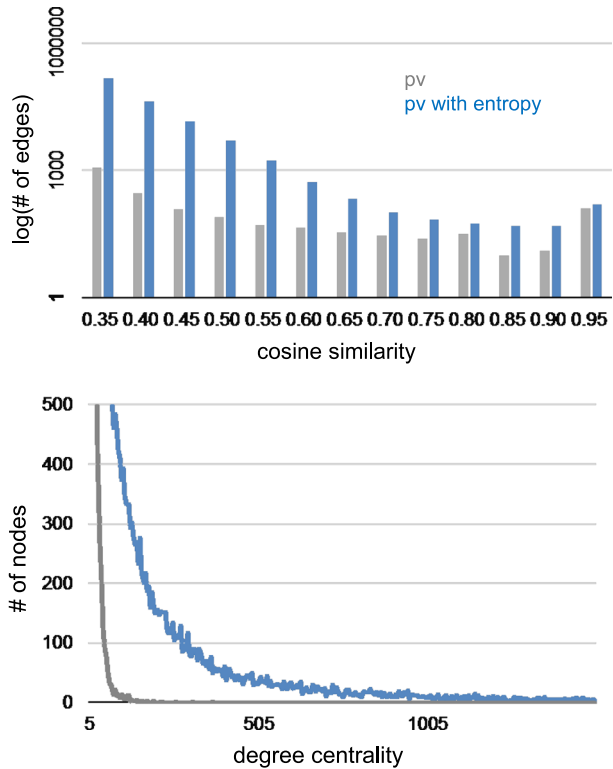 1000000
pv
pv with entropy
log(# of edges)
1000
1
0.35 0.40 0.45 0.50 0.55 0.60 0.65 0.70 0.75 0.80 0.85 0.90 0.95
cosine similarity
500
400
300
# of nodes
200
100
0
5 505 1005
degree centrality